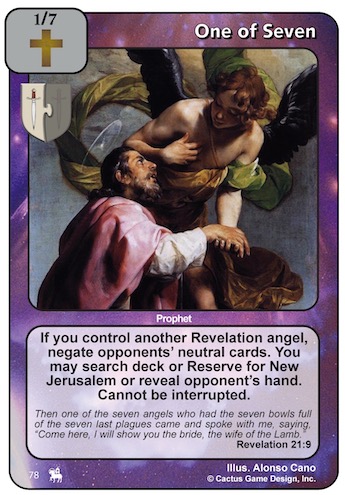 1/7
One of Seven
Prophet
If you control another Revelation angel,
negate opponents' neutral cards. You
may search deck or Reserve for New
Jerusalem or reveal opponent's hand.
Cannot be interrupted.
Then one of the seven angels who had the seven bowls full
of the seven last plagues came and spoke with me, saying,
"Come here, I will show you the bride, the wife of the Lamb."
Revelation 21:9
Illus. Alonso Cano
78
© Cactus Game Design, Inc.